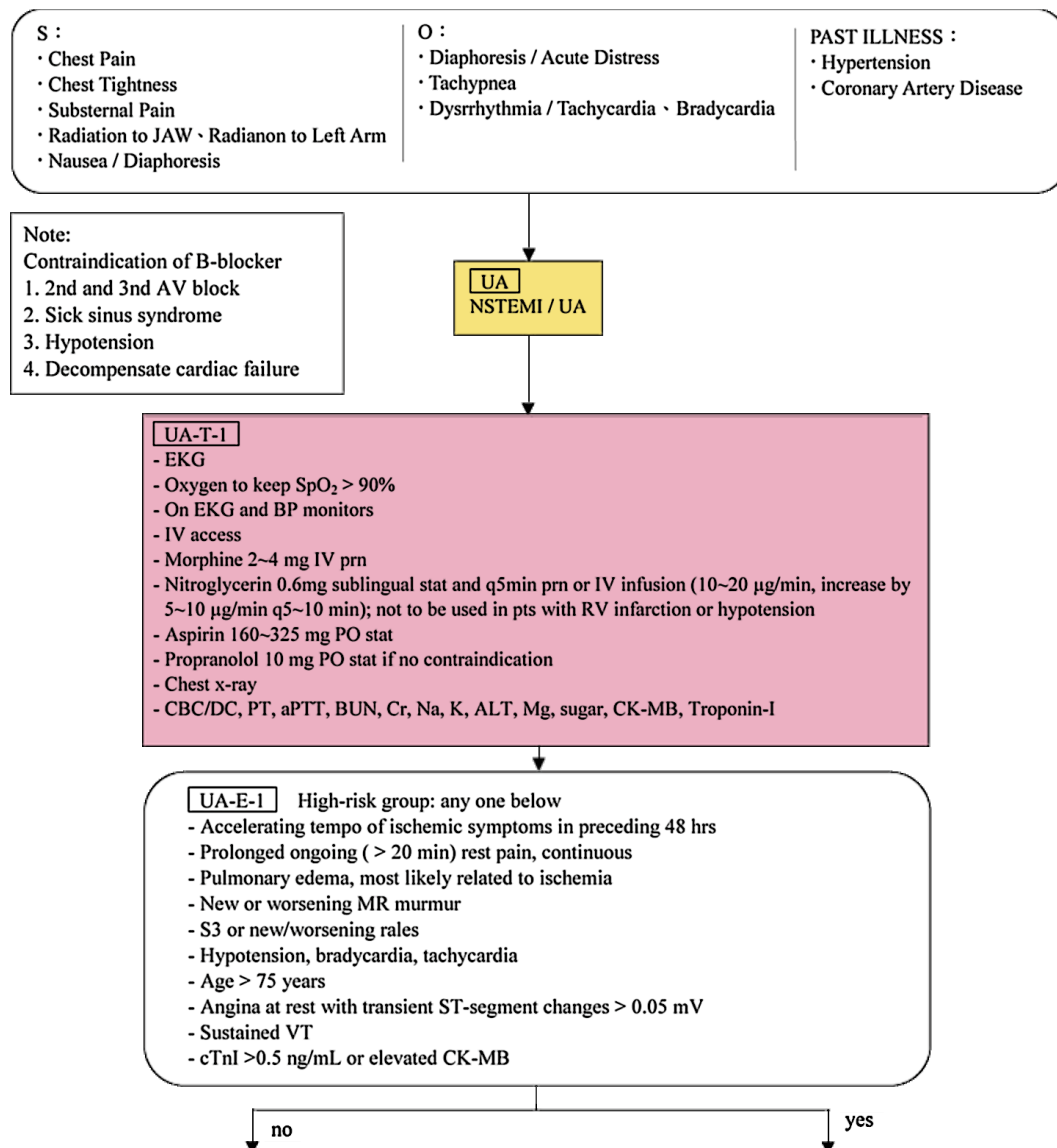 S：
· Chest Pain
· Chest Tightness
· Substernal Pain
· Radiation to JAW、Radianon to Left Arm
· Nausea / Diaphoresis
O：
· Diaphoresis / Acute Distress
· Tachypnea
· Dysrrhythmia / Tachycardia、Bradycardia
PAST ILLNESS：
· Hypertension
· Coronary Artery Disease
Note:
Contraindication of B-blocker
1. 2nd and 3nd AV block
2. Sick sinus syndrome
3. Hypotension
4. Decompensate cardiac failure
UA
NSTEMI / UA
UA-T-1
- EKG
- Oxygen to keep SpO₂ > 90%
- On EKG and BP monitors
- IV access
- Morphine 2~4 mg IV prn
- Nitroglycerin 0.6mg sublingual stat and q5min prn or IV infusion (10~20 μg/min, increase by
5~10 μg/min q5~10 min); not to be used in pts with RV infarction or hypotension
- Aspirin 160~325 mg PO stat
- Propranolol 10 mg PO stat if no contraindication
- Chest x-ray
- CBC/DC, PT, aPTT, BUN, Cr, Na, K, ALT, Mg, sugar, CK-MB, Troponin-I
UA-E-1 High-risk group: any one below
- Accelerating tempo of ischemic symptoms in preceding 48 hrs
- Prolonged ongoing ( > 20 min) rest pain, continuous
- Pulmonary edema, most likely related to ischemia
- New or worsening MR murmur
- S3 or new/worsening rales
- Hypotension, bradycardia, tachycardia
- Age > 75 years
- Angina at rest with transient ST-segment changes > 0.05 mV
- Sustained VT
- cTnI >0.5 ng/mL or elevated CK-MB
no
yes